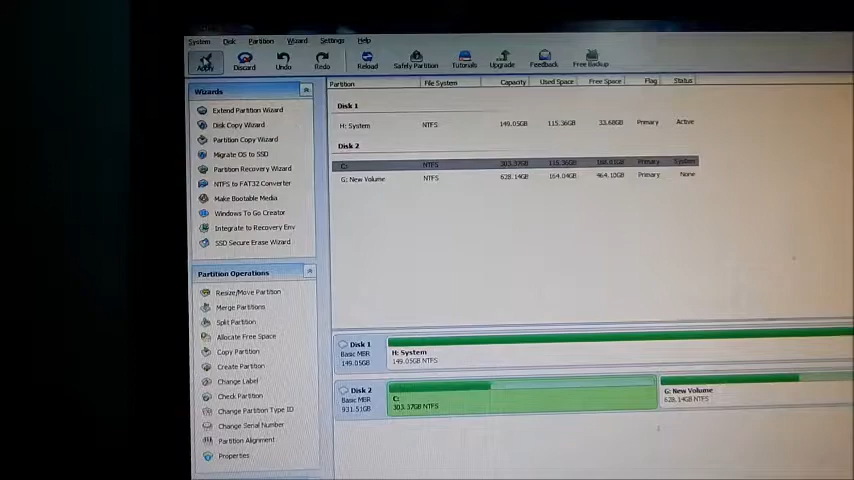 System Disk Partition Wizard Settings Help
Apply Discard Undo Redo Reload Safely Partition Tutorials Upgrade Feedback Free Backup
Wizards
Extend Partition Wizard
Disk Copy Wizard
Partition Copy Wizard
Migrate OS to SSD
Partition Recovery Wizard
NTFS to FAT32 Converter
Make Bootable Media
Windows To Go Creator
Integrate to Recovery Env
SSD Secure Erase Wizard
Partition Operations
Resize/Move Partition
Merge Partitions
Split Partition
Allocate Free Space
Copy Partition
Create Partition
Change Label
Check Partition
Change Partition Type ID
Change Serial Number
Partition Alignment
Properties
Partition File System Capacity Used Space Free Space Flag Status
Disk 1
H: System NTFS 149.05GB 115.36GB 33.68GB Primary Active
Disk 2
C: NTFS 303.37GB 115.36GB Primary System
G: New Volume NTFS 628.14GB 164.04GB 464.10GB Primary None
Disk 1
Basic MBR
149.05GB
H: System
149.05GB NTFS
Disk 2
Basic MBR
931.51GB
C:
303.37GB NTFS
G: New Volume
628.14GB NTFS